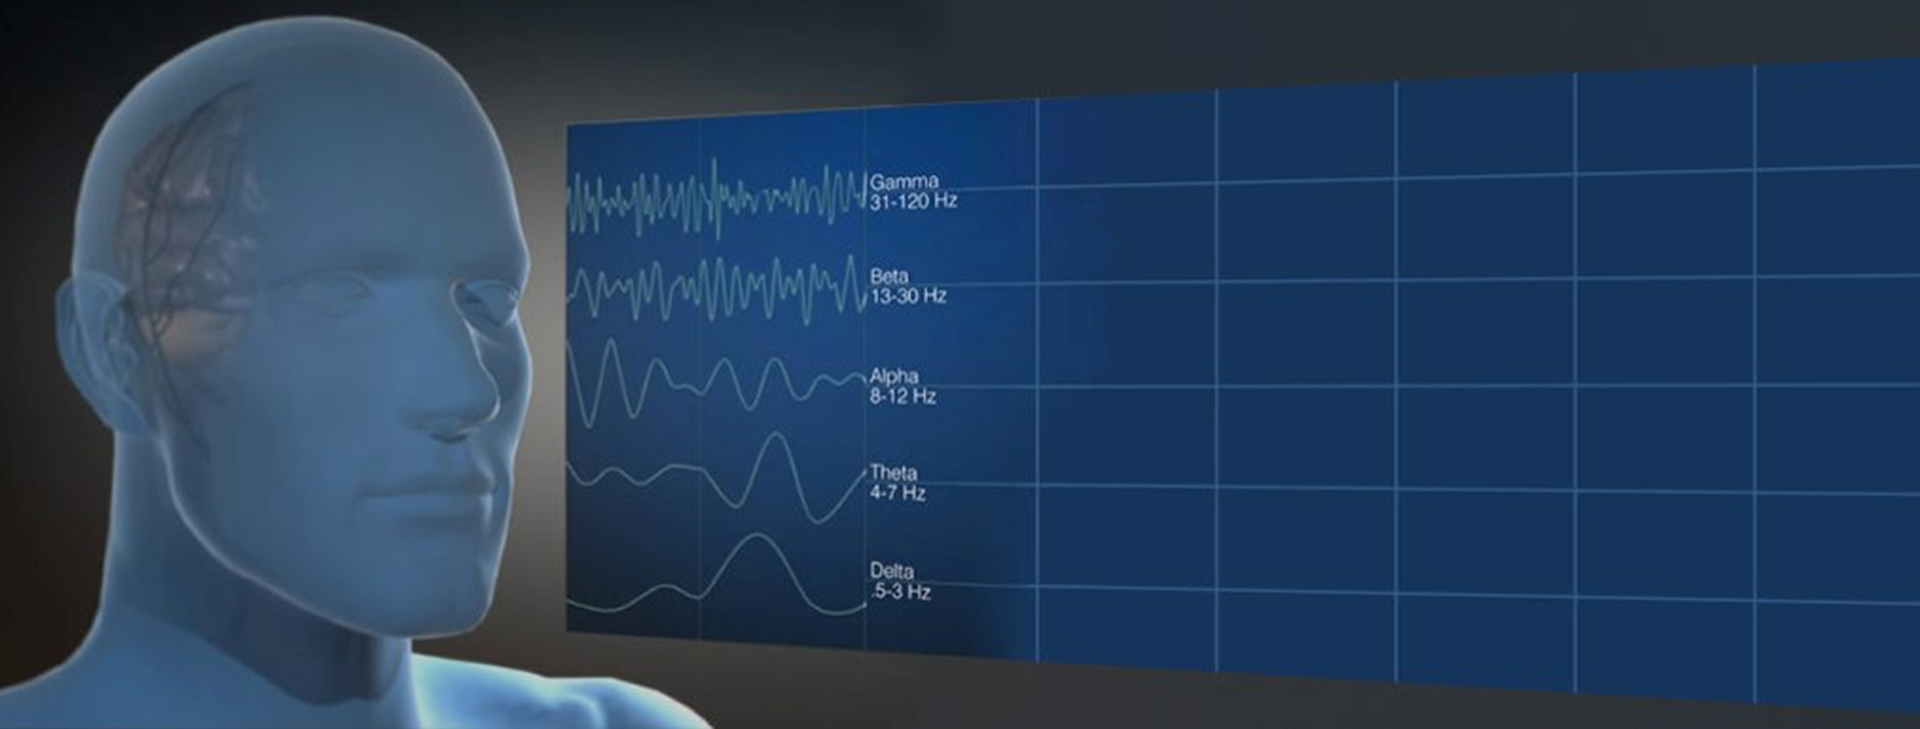 Gamma
31-120 Hz
Beta
13-30 Hz
Alpha
8-12 Hz
Theta
4-7 Hz
Delta
.5-3 Hz